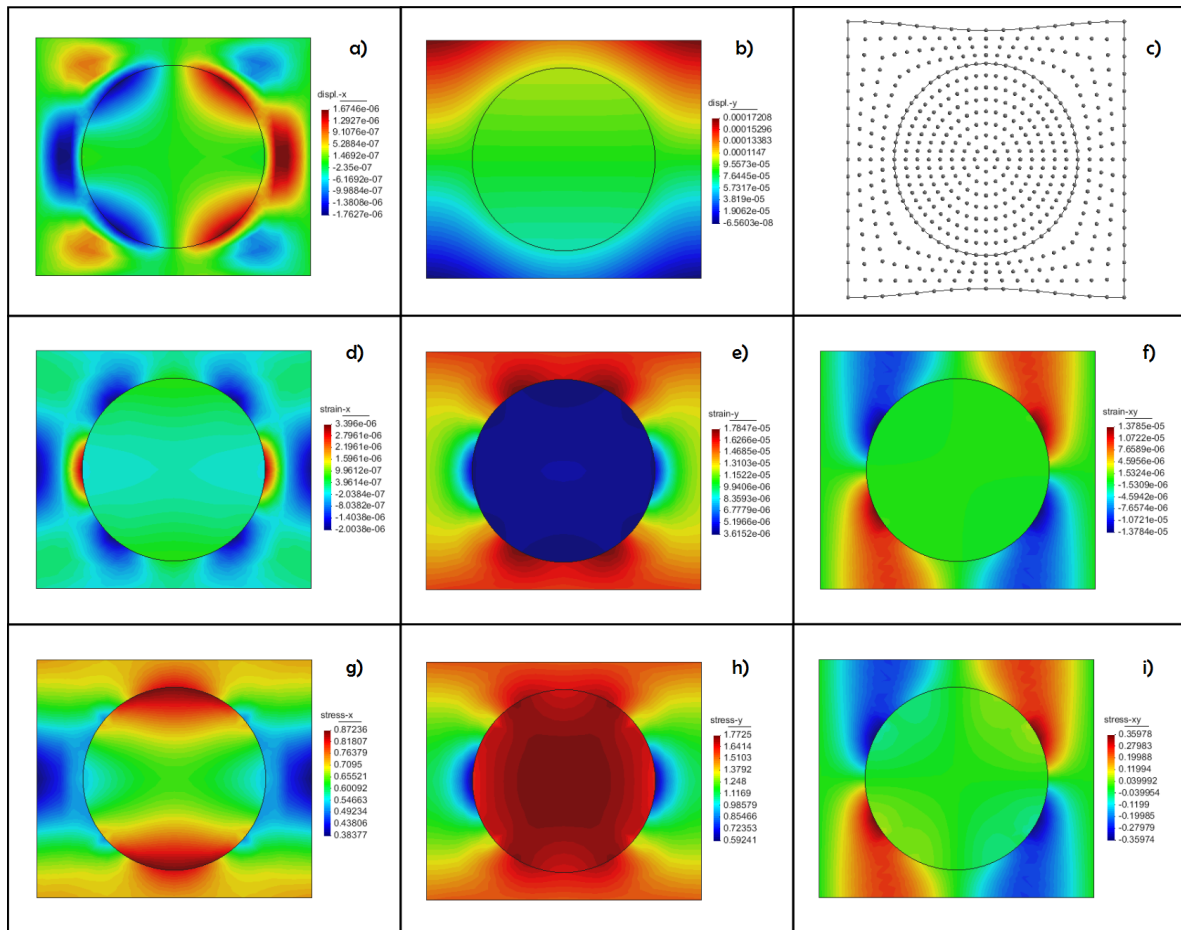 a)
displ.-x
1.6746e-06
1.2927e-06
9.1076e-07
5.2884e-07
1.4692e-07
-2.35e-07
-6.1692e-07
-9.9884e-07
-1.3808e-06
-1.7627e-06
b)
displ.-y
0.00017208
0.00015296
0.00013383
0.0001147
9.5573e-05
7.6445e-05
5.7317e-05
3.819e-05
1.9062e-05
-6.5603e-08
c)
d)
strain-x
3.396e-06
2.7961e-06
2.1961e-06
1.5961e-06
9.9612e-07
3.9614e-07
-2.0384e-07
-8.0382e-07
-1.4038e-06
-2.0038e-06
e)
strain-y
1.7847e-05
1.6266e-05
1.4685e-05
1.3103e-05
1.1522e-05
9.9406e-06
8.3593e-06
6.7779e-06
5.1966e-06
3.6152e-06
f)
strain-xy
1.3785e-05
1.0722e-05
7.6589e-06
4.5956e-06
1.5324e-06
-1.5309e-06
-4.5942e-06
-7.6574e-06
-1.0721e-05
-1.3784e-05
g)
stress-x
0.87236
0.81807
0.76379
0.7095
0.65521
0.60092
0.54663
0.49234
0.43806
0.38377
h)
stress-y
1.7725
1.6414
1.5103
1.3792
1.248
1.1169
0.98579
0.85466
0.72353
0.59241
i)
stress-xy
0.35978
0.27983
0.19988
0.11994
0.039992
-0.039954
-0.1199
-0.19985
-0.27979
-0.35974